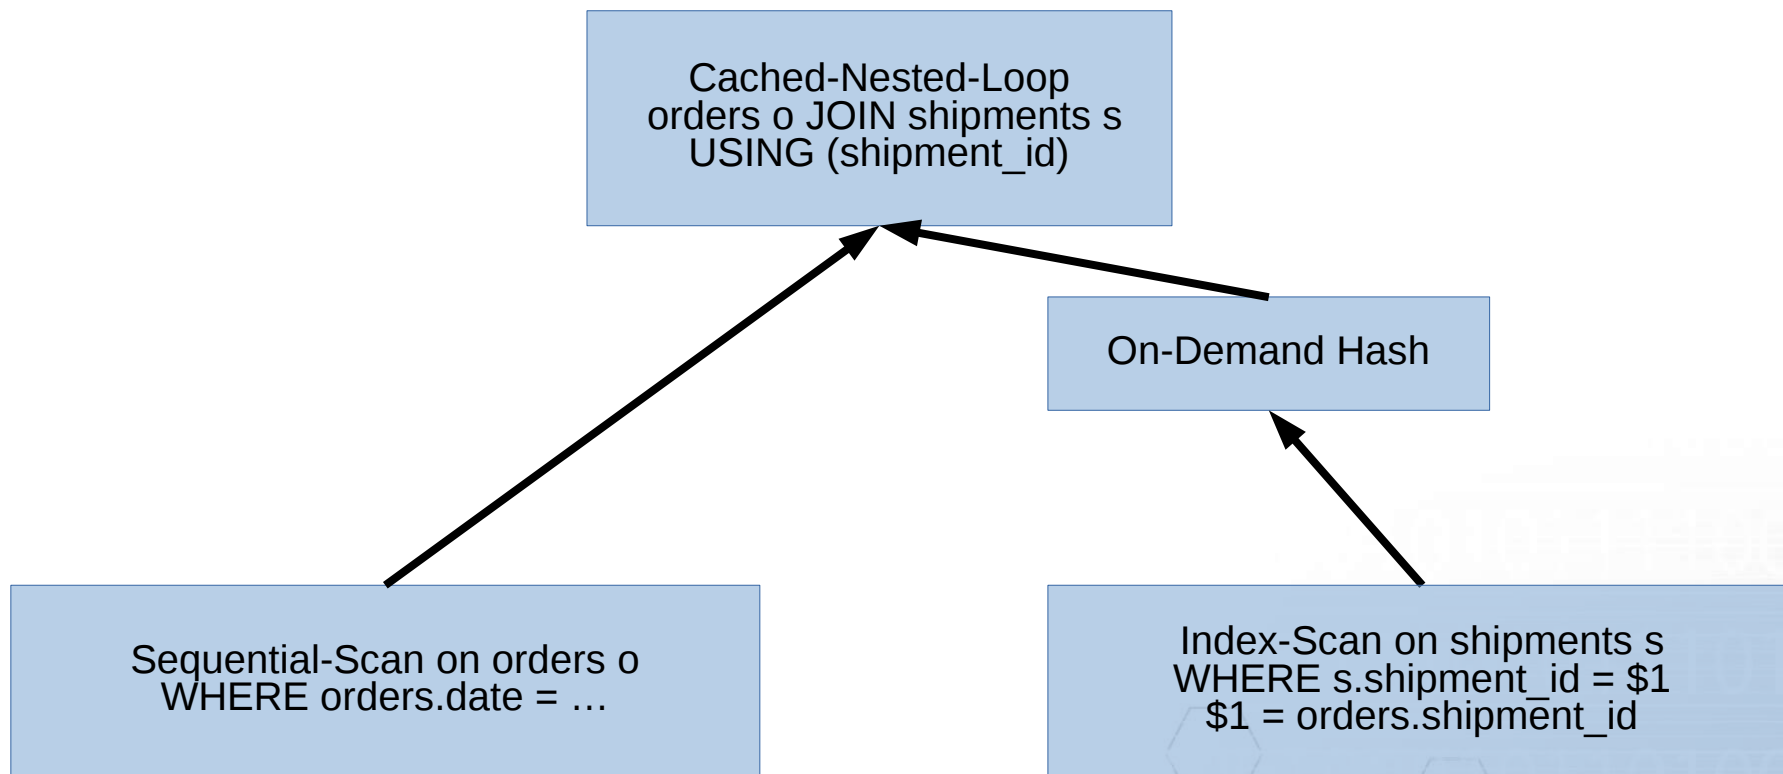 Cached-Nested-Loop
orders o JOIN shipments s
USING (shipment_id)
On-Demand Hash
Sequential-Scan on orders o
WHERE orders.date = …
Index-Scan on shipments s
WHERE s.shipment_id = $1
$1 = orders.shipment_id